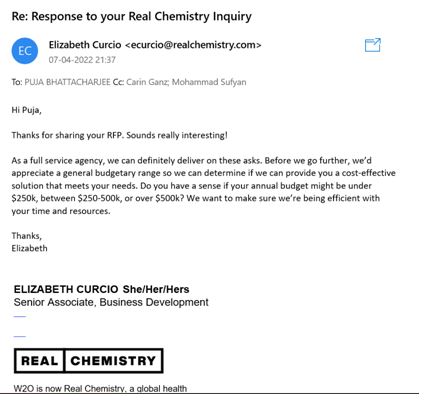 Re: Response to your Real Chemistry Inquiry
EC
Elizabeth Curcio <ecurcio@realchemistry.com>
07-04-2022 21:37
To: PUJA BHATTACHARJEE Cc: Carin Ganz; Mohammad Sufyan
Hi Puja,
Thanks for sharing your RFP. Sounds really interesting!
As a full service agency, we can definitely deliver on these asks. Before we go further, we'd
appreciate a general budgetary range so we can determine if we can provide you a cost-effective
solution that meets your needs. Do you have a sense if your annual budget might be under
$250k, between $250-500k, or over $500k? We want to make sure we're being efficient with
your time and resources.
Thanks,
Elizabeth
ELIZABETH CURCIO She/Her/Hers
Senior Associate, Business Development
REAL CHEMISTRY
W2O is now Real Chemistry, a global health